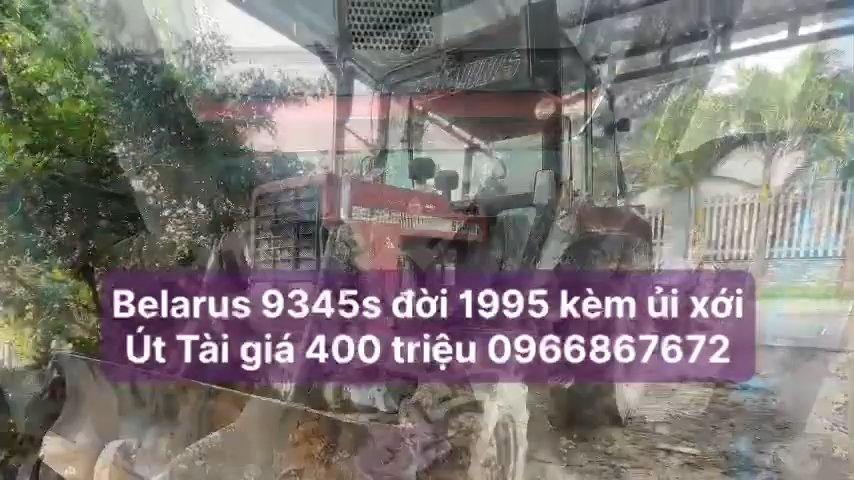 Belarus 9345s đời 1995 kèm ủi xới
Út Tài giá 400 triệu 0966867672